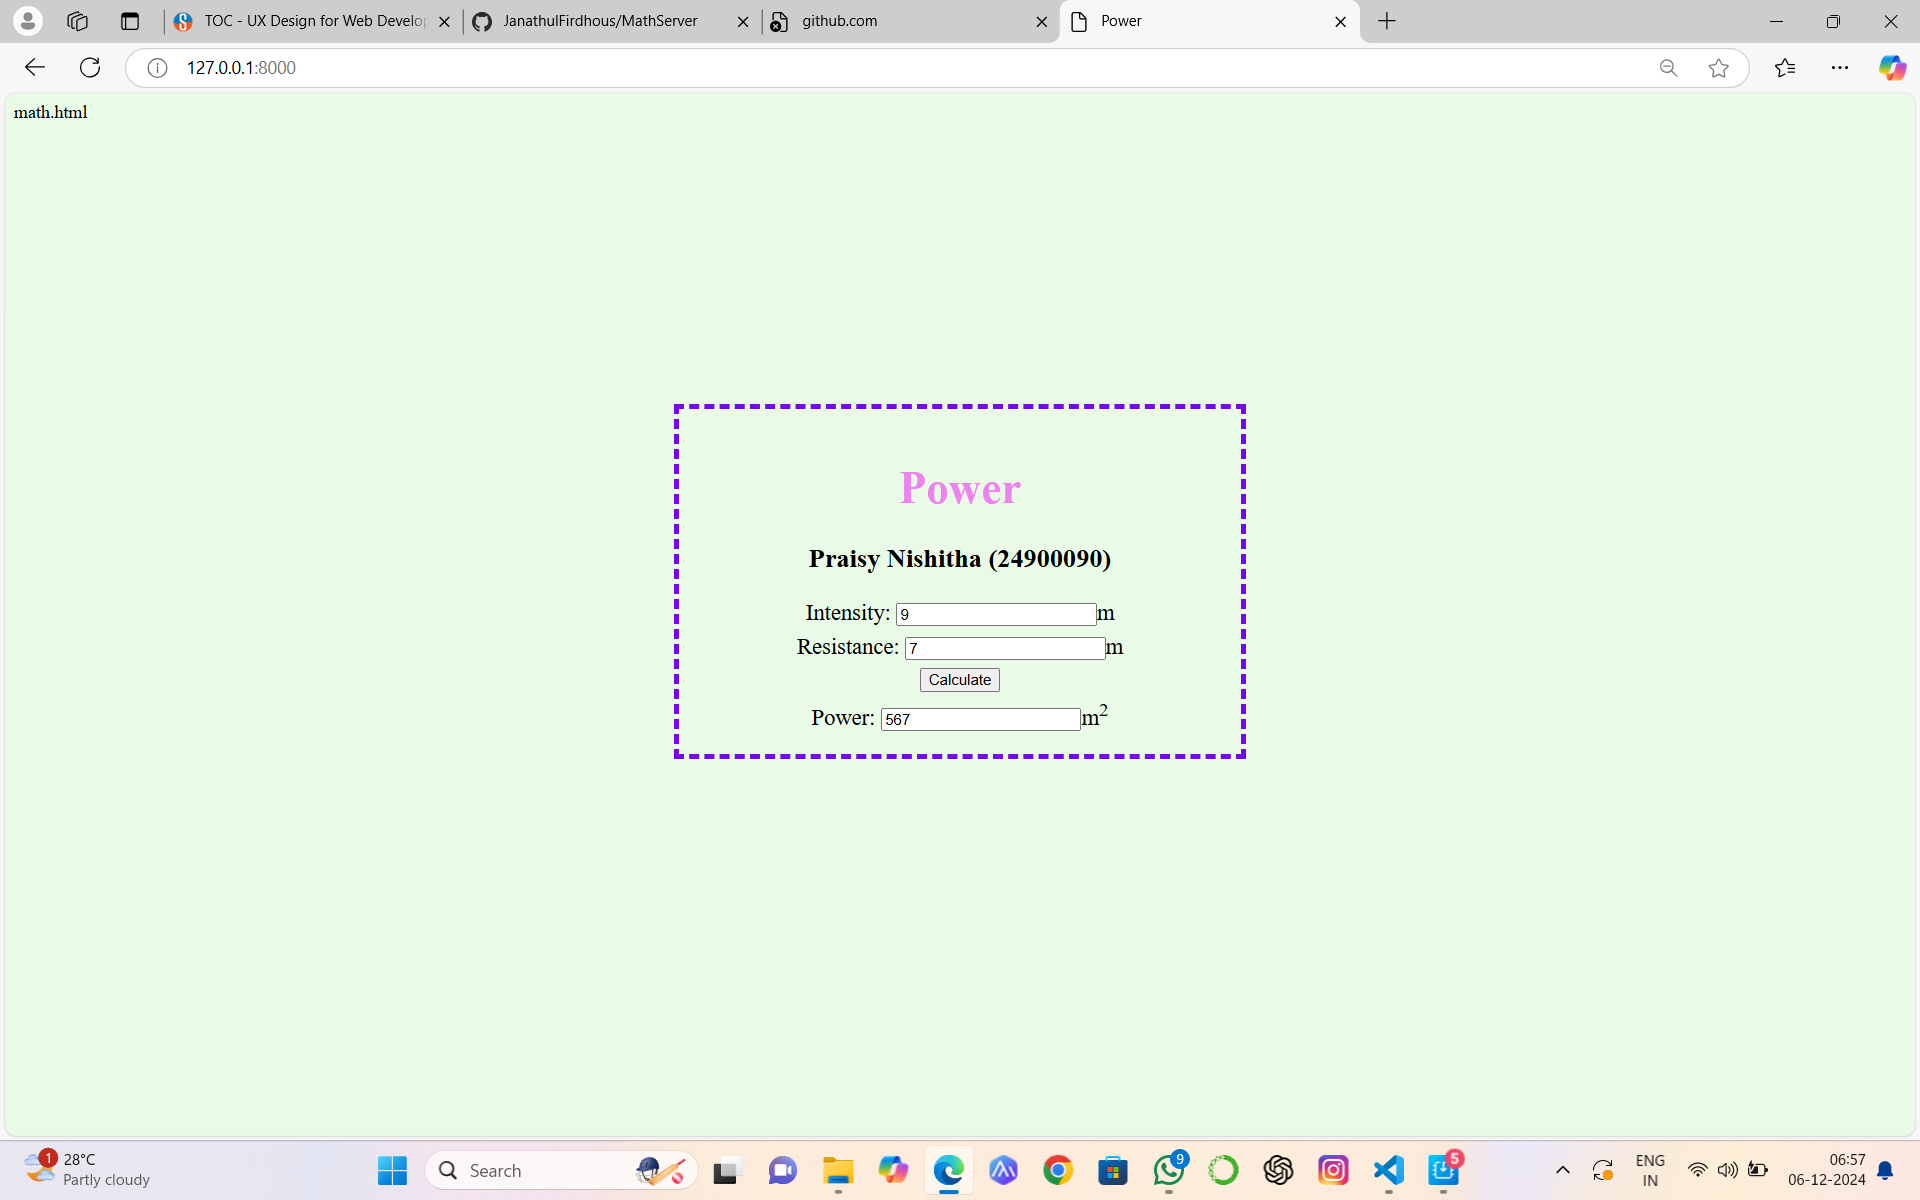 TOC - UX Design for Web Develop
JanathulFirdhous/MathServer
github.com
Power
127.0.0.1:8000
math.html
Power
Praisy Nishitha (24900090)
Intensity: 9 m
Resistance: 7 m
Calculate
Power: 567 m2
1
28°C
Partly cloudy
Search
9
5
ENG
IN
06:57
06-12-2024